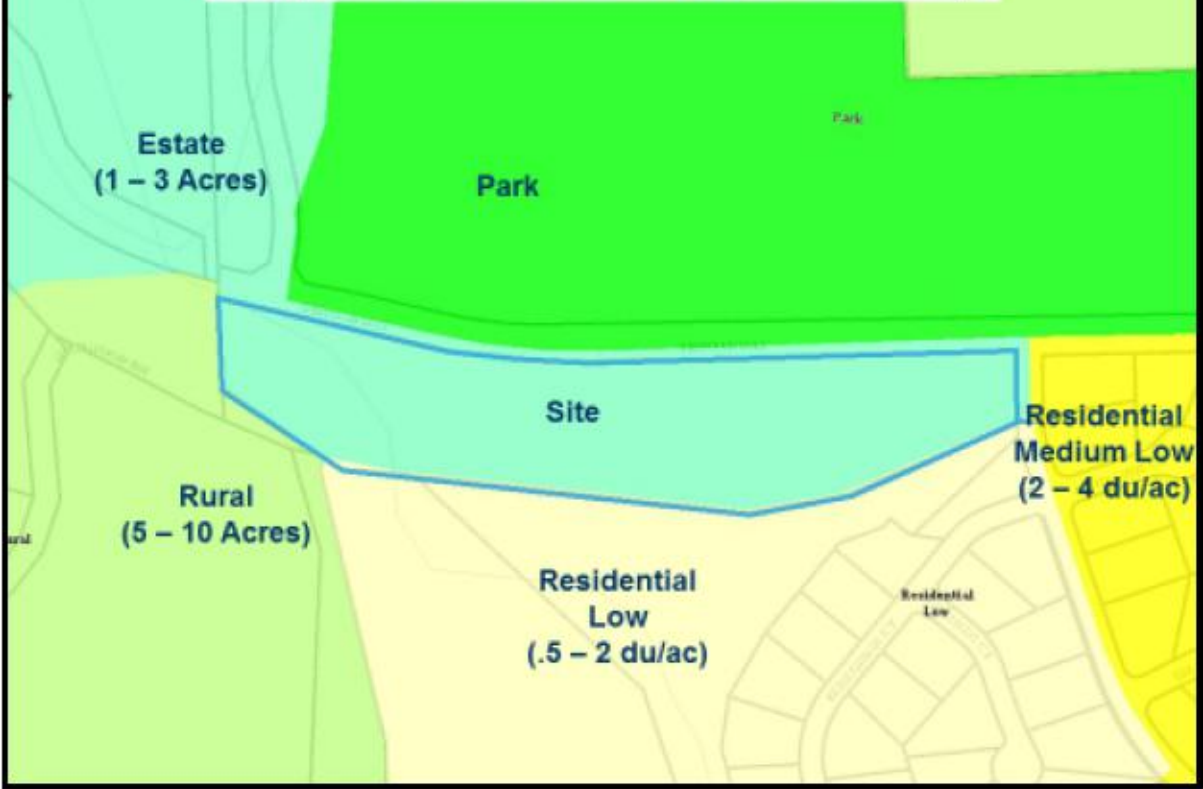 Park
Estate
(1 – 3 Acres)
Park
Site
Residential
Medium Low
(2 – 4 du/ac)
Rural
(5 – 10 Acres)
Residential
Low
(.5 – 2 du/ac)
Residential
Low